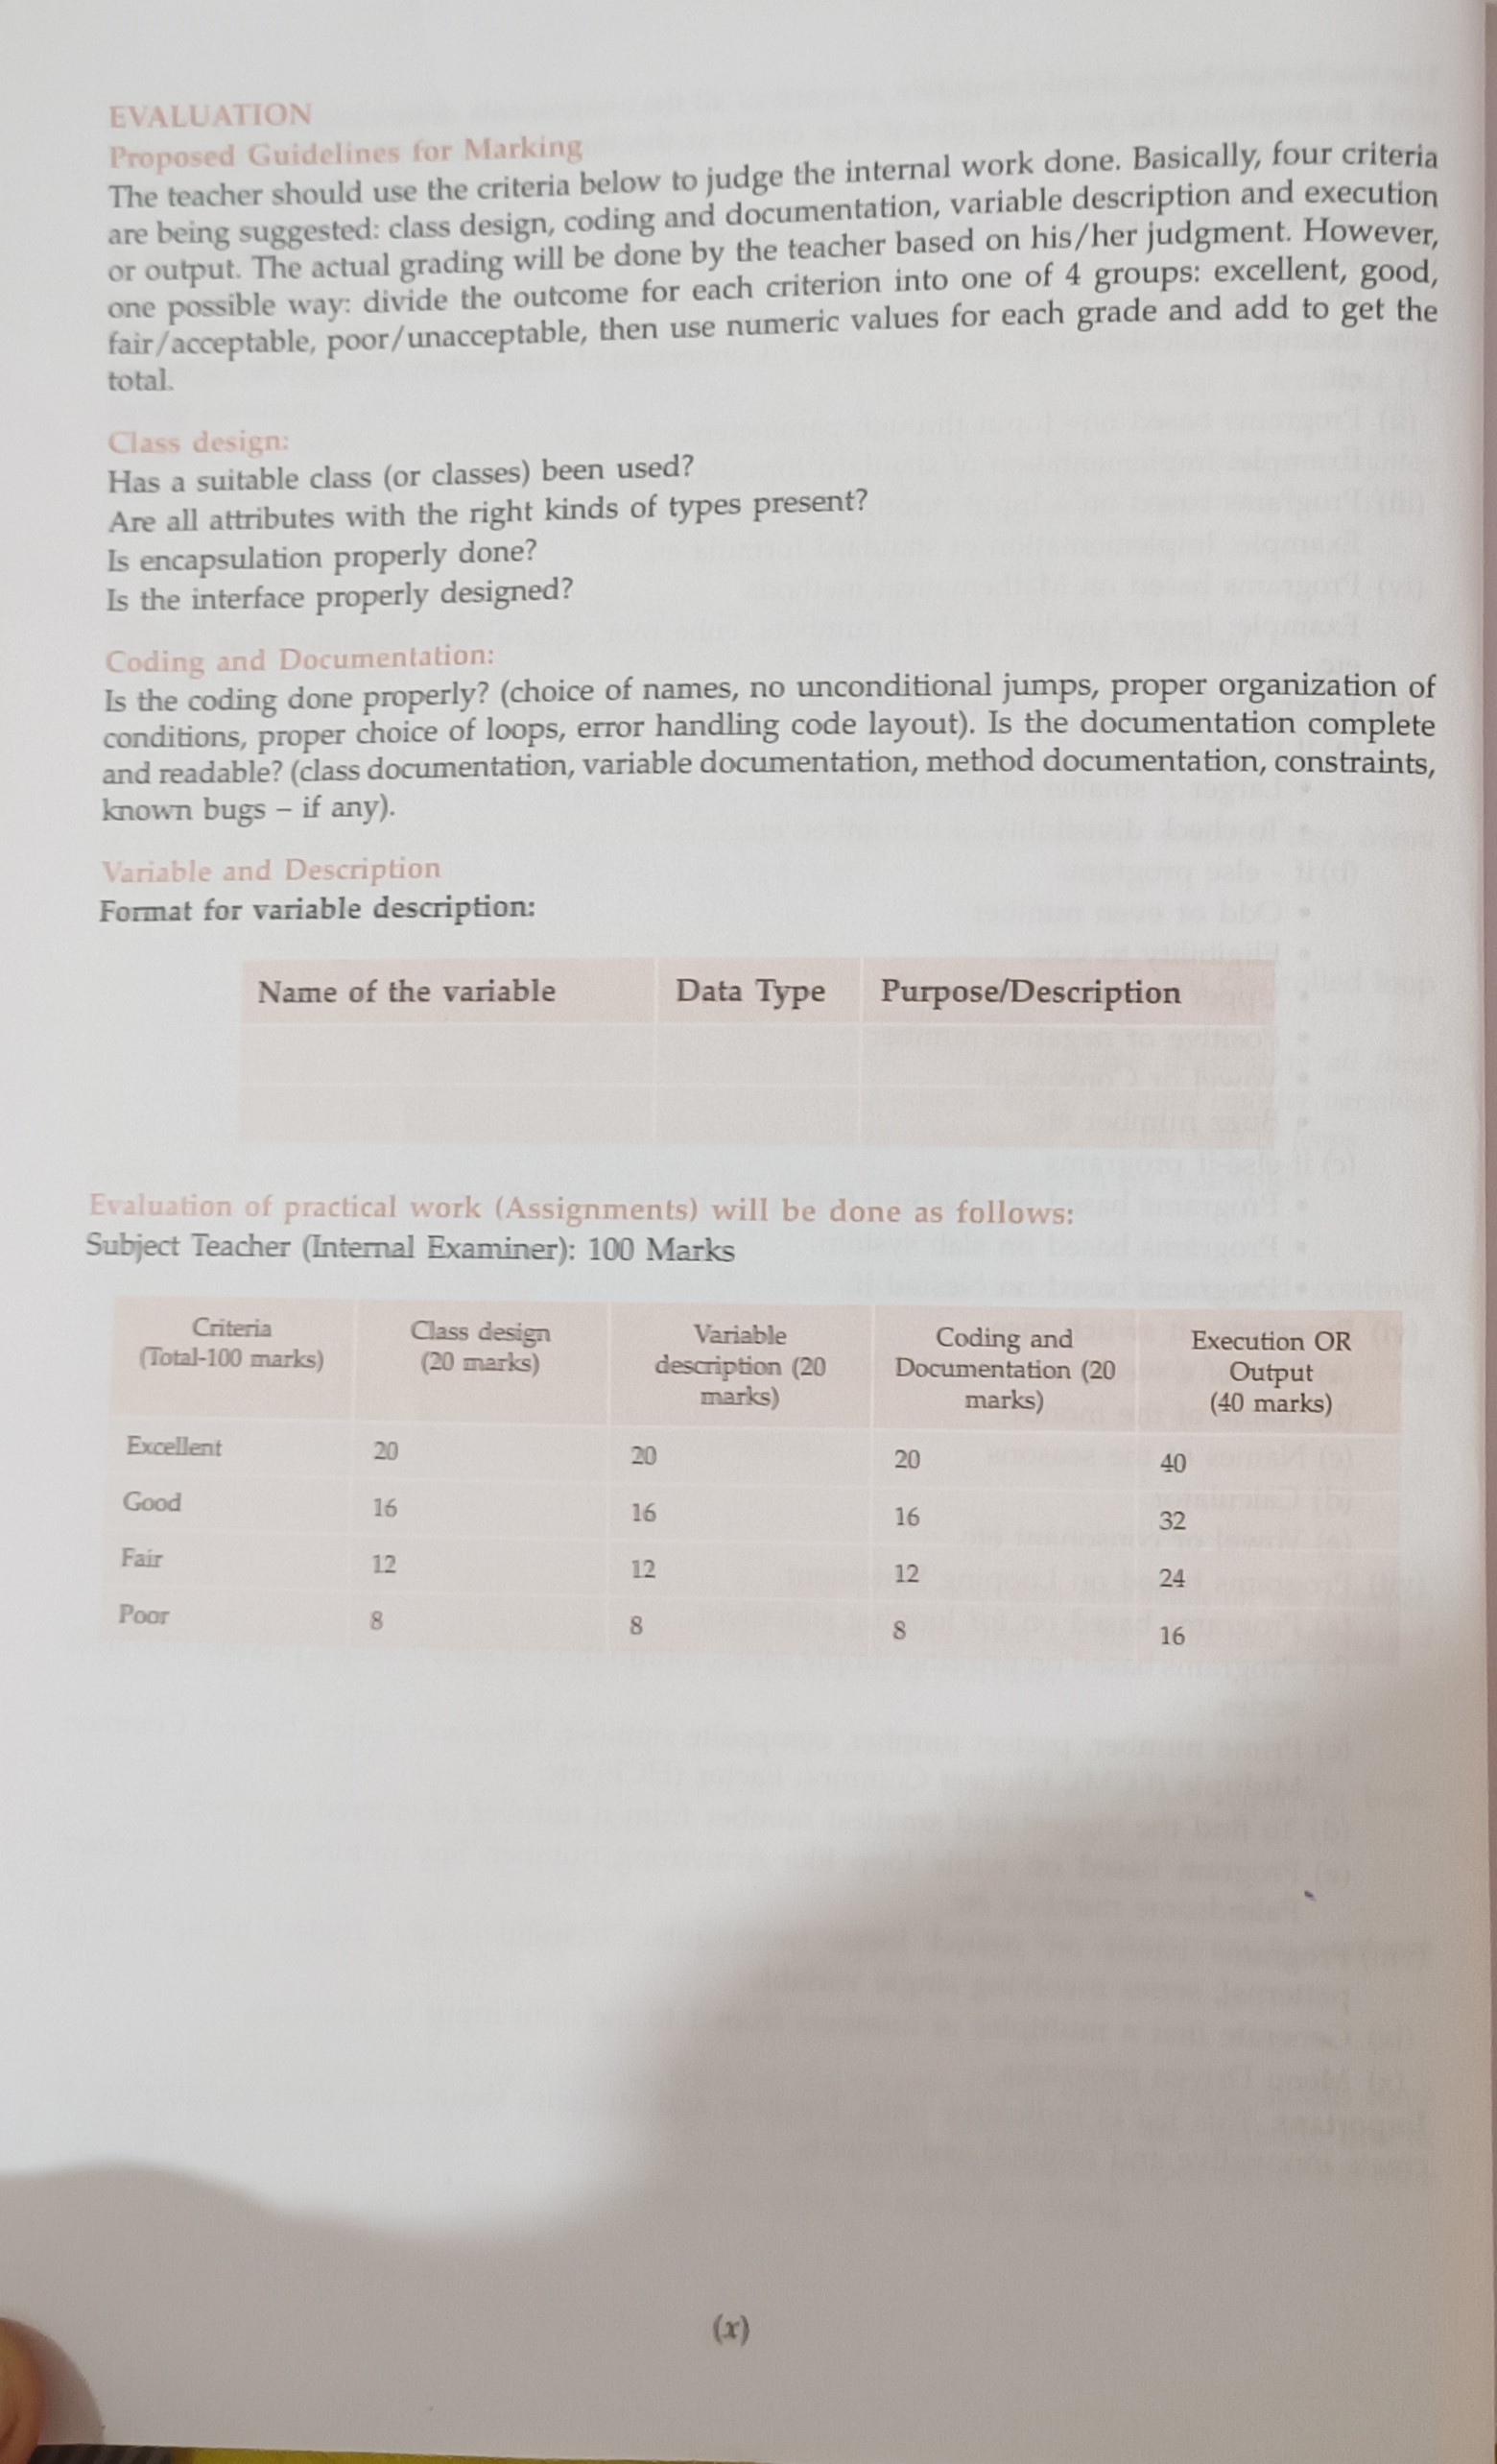 EVALUATION
Proposed Guidelines for Marking
The teacher should use the criteria below to judge the internal work done. Basically, four criteria
are being suggested: class design, coding and documentation, variable description and execution
or output. The actual grading will be done by the teacher based on his/her judgment. However,
one possible way: divide the outcome for each criterion into one of 4 groups: excellent, good,
fair/acceptable, poor/unacceptable, then use numeric values for each grade and add to get the
total.
Class design:
Has a suitable class (or classes) been used?
Are all attributes with the right kinds of types present?
Is encapsulation properly done?
Is the interface properly designed?
Coding and Documentation:
Is the coding done properly? (choice of names, no unconditional jumps, proper organization of
conditions, proper choice of loops, error handling code layout). Is the documentation complete
and readable? (class documentation, variable documentation, method documentation, constraints,
known bugs – if any).
Variable and Description
Format for variable description:
Name of the variable Data Type Purpose/Description
Evaluation of practical work (Assignments) will be done as follows:
Subject Teacher (Internal Examiner): 100 Marks
Criteria Class design Variable Coding and Execution OR
(Total-100 marks) (20 marks) description (20 Documentation (20 Output
marks) marks) (40 marks)
Excellent 20 20 20 40
Good 16 16 16 32
Fair 12 12 12 24
Poor 8 8 8 16
(x)